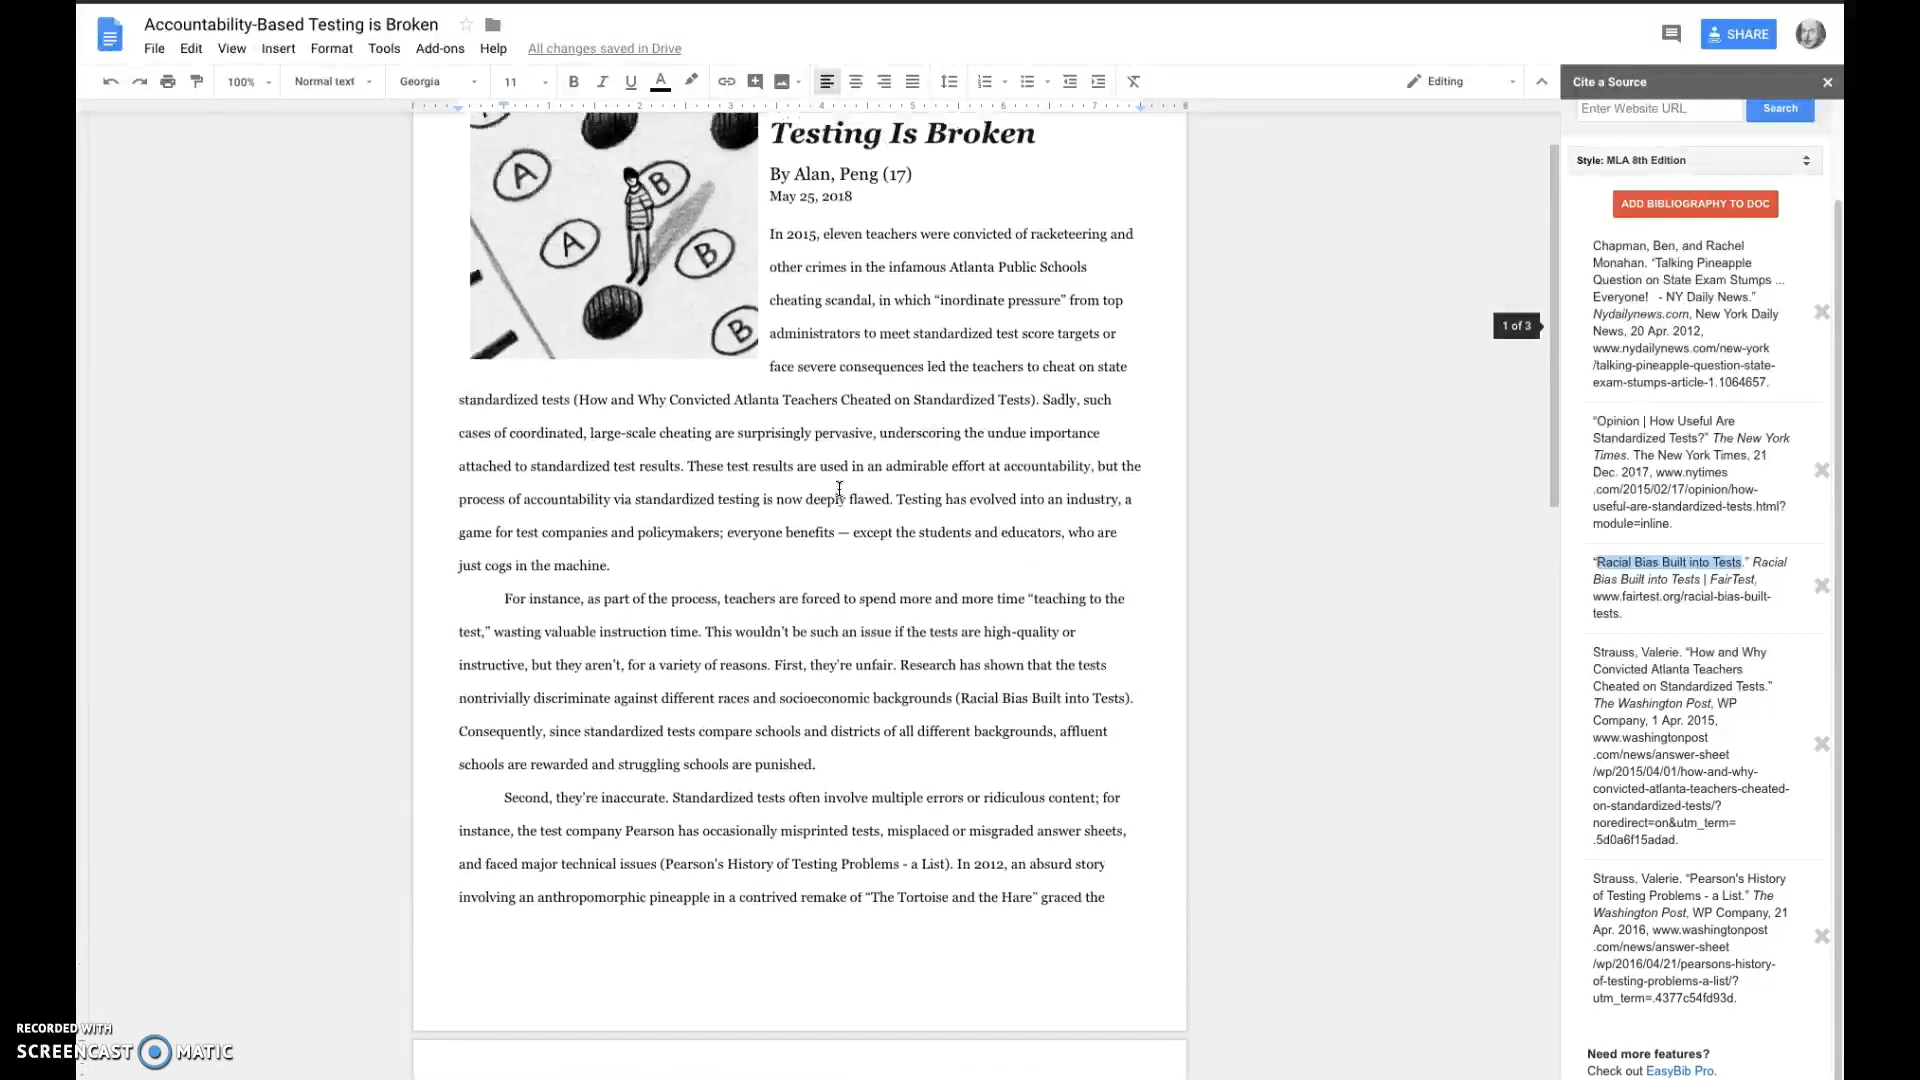 Accountability-Based Testing is Broken
SHARE
File Edit View Insert Format Tools Add-ons Help All changes saved in Drive
100% Normal text Georgia 11 B I U A Editing
Cite a Source
1 2 3 4 5 6 7 8
Enter Website URL Search
Style: MLA 8th Edition
ADD BIBLIOGRAPHY TO DOC
Testing Is Broken
By Alan, Peng (17)
May 25, 2018
A B A B B
In 2015, eleven teachers were convicted of racketeering and
other crimes in the infamous Atlanta Public Schools
cheating scandal, in which “inordinate pressure” from top
administrators to meet standardized test score targets or
face severe consequences led the teachers to cheat on state
standardized tests (How and Why Convicted Atlanta Teachers Cheated on Standardized Tests). Sadly, such
cases of coordinated, large-scale cheating are surprisingly pervasive, underscoring the undue importance
attached to standardized test results. These test results are used in an admirable effort at accountability, but the
process of accountability via standardized testing is now deeply flawed. Testing has evolved into an industry, a
game for test companies and policymakers; everyone benefits — except the students and educators, who are
just cogs in the machine.
For instance, as part of the process, teachers are forced to spend more and more time “teaching to the
test,” wasting valuable instruction time. This wouldn’t be such an issue if the tests are high-quality or
instructive, but they aren’t, for a variety of reasons. First, they’re unfair. Research has shown that the tests
nontrivially discriminate against different races and socioeconomic backgrounds (Racial Bias Built into Tests).
Consequently, since standardized tests compare schools and districts of all different backgrounds, affluent
schools are rewarded and struggling schools are punished.
Second, they’re inaccurate. Standardized tests often involve multiple errors or ridiculous content; for
instance, the test company Pearson has occasionally misprinted tests, misplaced or misgraded answer sheets,
and faced major technical issues (Pearson’s History of Testing Problems - a List). In 2012, an absurd story
involving an anthropomorphic pineapple in a contrived remake of “The Tortoise and the Hare” graced the
1 of 3
Chapman, Ben, and Rachel
Monahan. “Talking Pineapple
Question on State Exam Stumps ...
Everyone! - NY Daily News.”
Nydailynews.com, New York Daily
News, 20 Apr. 2012,
www.nydailynews.com/new-york
/talking-pineapple-question-state-
exam-stumps-article-1.1064657.
“Opinion | How Useful Are
Standardized Tests?” The New York
Times. The New York Times, 21
Dec. 2017, www.nytimes
.com/2015/02/17/opinion/how-
useful-are-standardized-tests.html?
module=inline.
“Racial Bias Built into Tests.” Racial
Bias Built into Tests | FairTest,
www.fairtest.org/racial-bias-built-
tests.
Strauss, Valerie. “How and Why
Convicted Atlanta Teachers
Cheated on Standardized Tests.”
The Washington Post, WP
Company, 1 Apr. 2015,
www.washingtonpost
.com/news/answer-sheet
/wp/2015/04/01/how-and-why-
convicted-atlanta-teachers-cheated-
on-standardized-tests/?
noredirect=on&utm_term=
.5d0a6f15adad.
Strauss, Valerie. “Pearson's History
of Testing Problems - a List.” The
Washington Post, WP Company, 21
Apr. 2016, www.washingtonpost
.com/news/answer-sheet
/wp/2016/04/21/pearsons-history-
of-testing-problems-a-list/?
utm_term=.4377c54fd93d.
Need more features?
Check out EasyBib Pro.
RECORDED WITH
SCREENCAST MATIC